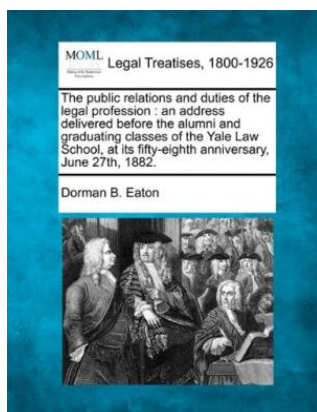 MOML Legal Treatises, 1800-1926
The public relations and duties of the
legal profession : an address
delivered before the alumni and
graduating classes of the Yale Law
School, at its fifty-eighth anniversary,
June 27th, 1882.
Dorman B. Eaton